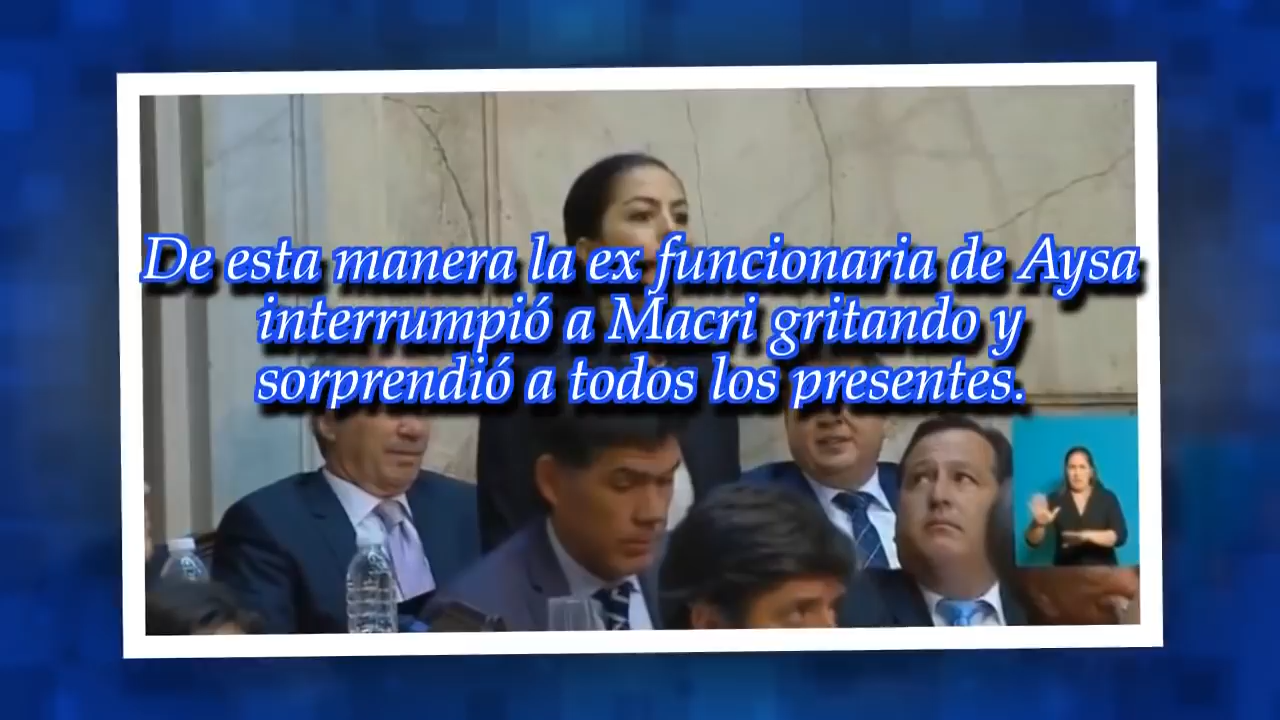 De esta manera la ex funcionaria de Aysa
interrumpió a Macri gritando y
sorprendió a todos los presentes.